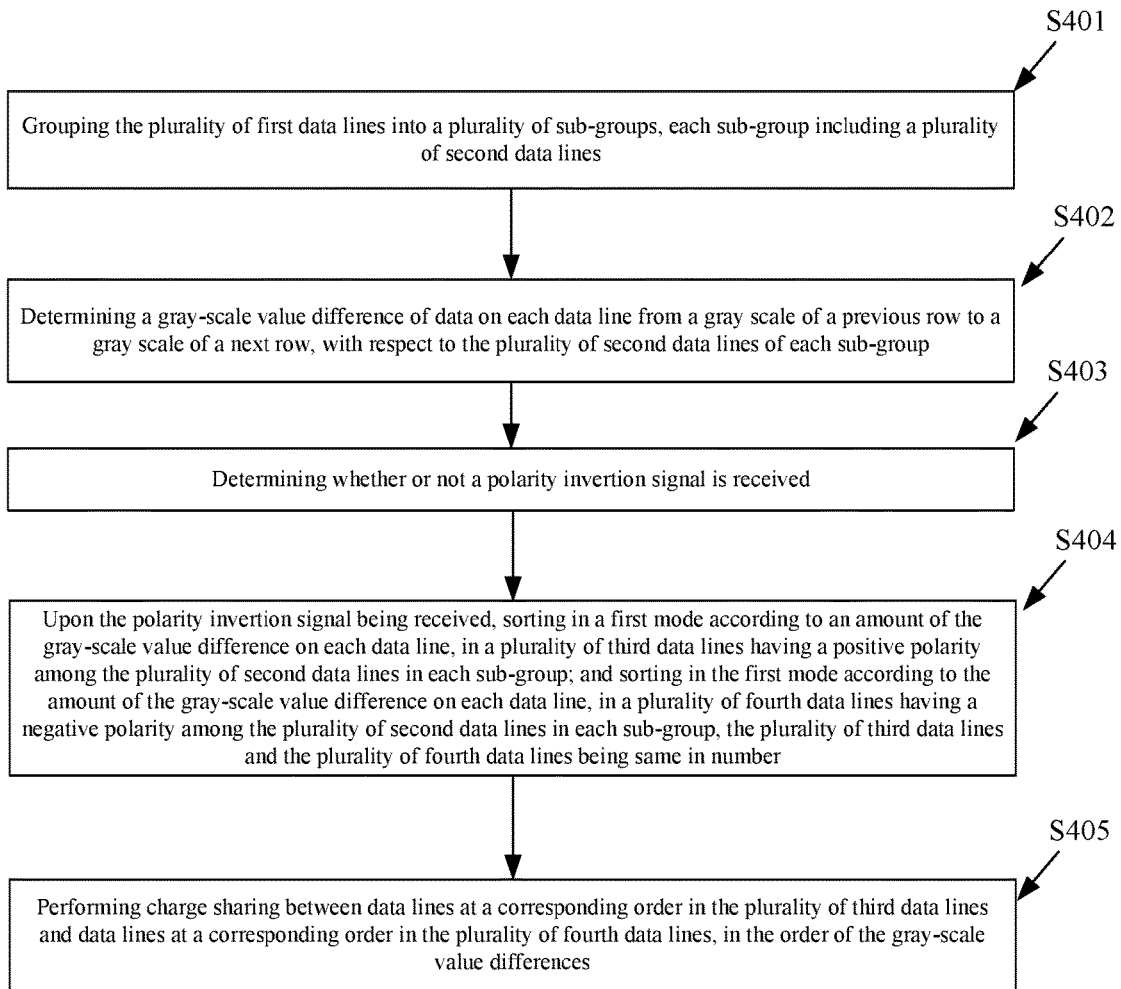 S401
Grouping the plurality of first data lines into a plurality of sub-groups, each sub-group including a plurality
of second data lines
S402
Determining a gray-scale value difference of data on each data line from a gray scale of a previous row to a
gray scale of a next row, with respect to the plurality of second data lines of each sub-group
S403
Determining whether or not a polarity invertion signal is received
S404
Upon the polarity invertion signal being received, sorting in a first mode according to an amount of the
gray-scale value difference on each data line, in a plurality of third data lines having a positive polarity
among the plurality of second data lines in each sub-group; and sorting in the first mode according to the
amount of the gray-scale value difference on each data line, in a plurality of fourth data lines having a
negative polarity among the plurality of second data lines in each sub-group, the plurality of third data lines
and the plurality of fourth data lines being same in number
S405
Performing charge sharing between data lines at a corresponding order in the plurality of third data lines
and data lines at a corresponding order in the plurality of fourth data lines, in the order of the gray-scale
value differences